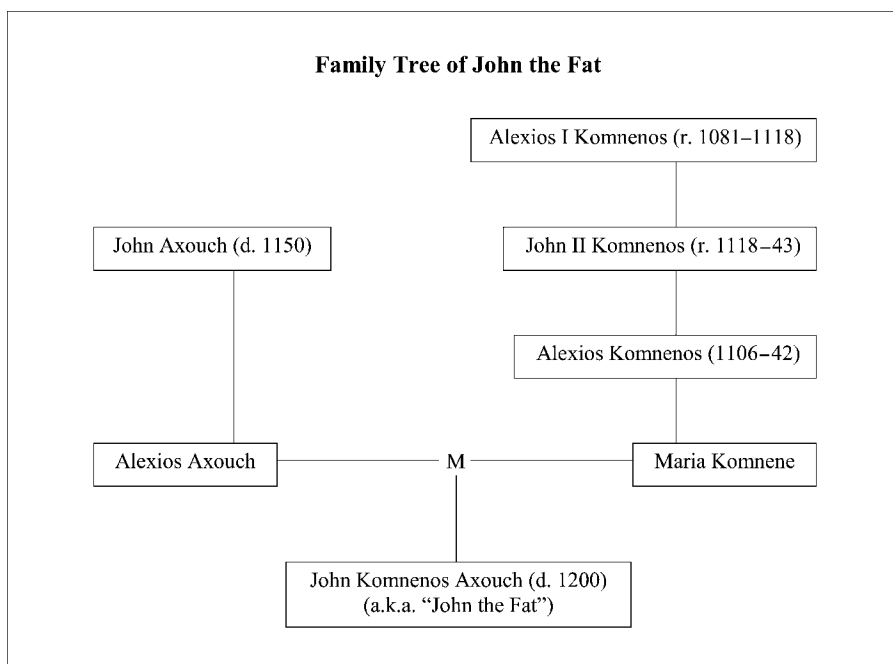 Family Tree of John the Fat
Alexios I Komnenos (r. 1081–1118)
John Axouch (d. 1150)
John II Komnenos (r. 1118–43)
Alexios Komnenos (1106–42)
Alexios Axouch
M
Maria Komnene
John Komnenos Axouch (d. 1200)
(a.k.a. “John the Fat”)